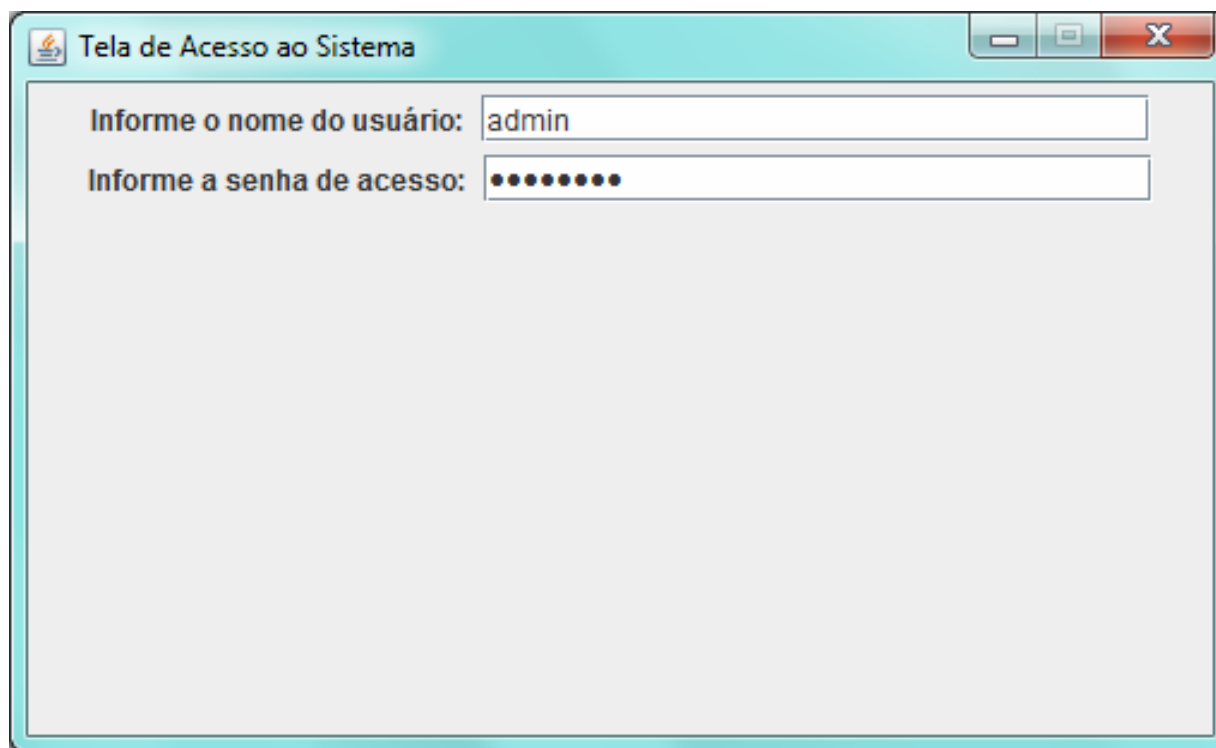 Tela de Acesso ao Sistema
Informe o nome do usuário: admin
Informe a senha de acesso: ••••••••